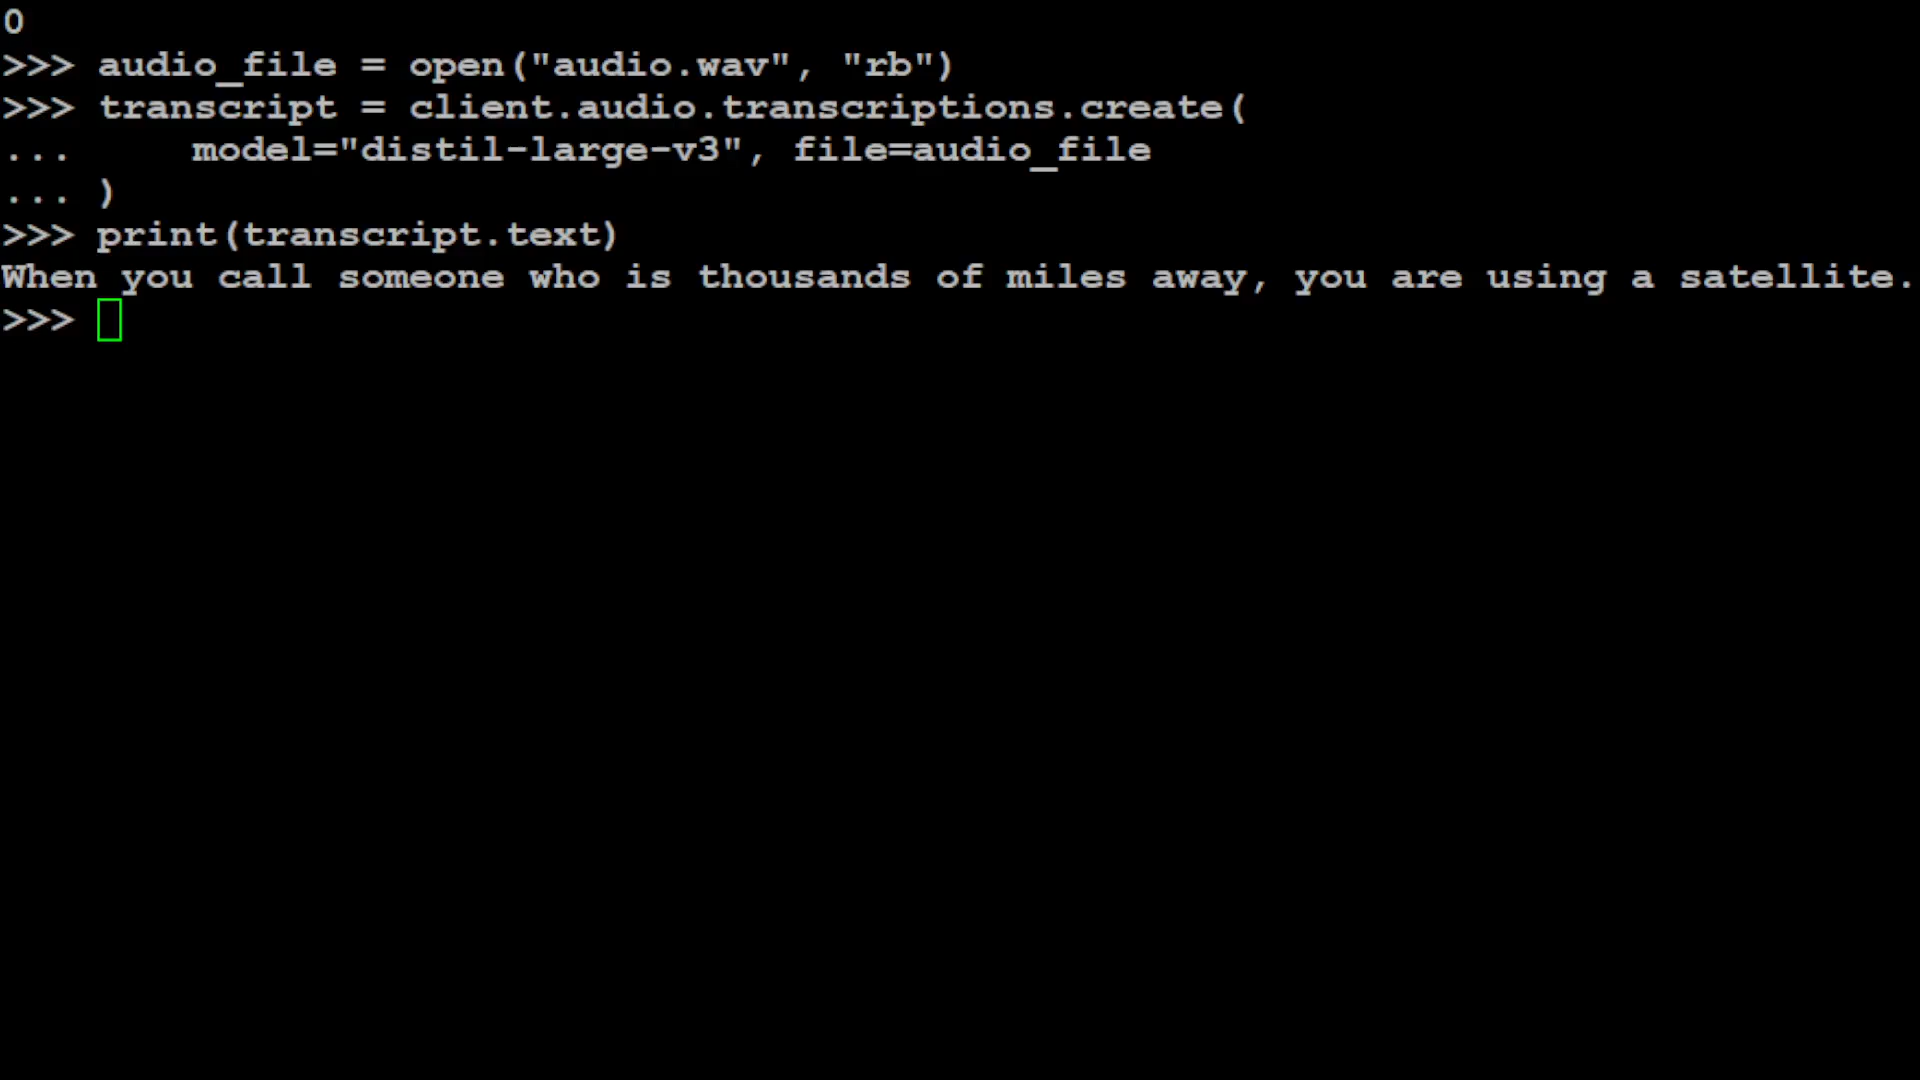 0
>>> audio_file = open("audio.wav", "rb")
>>> transcript = client.audio.transcriptions.create(
...     model="distil-large-v3", file=audio_file
... )
>>> print(transcript.text)
When you call someone who is thousands of miles away, you are using a satellite.
>>>